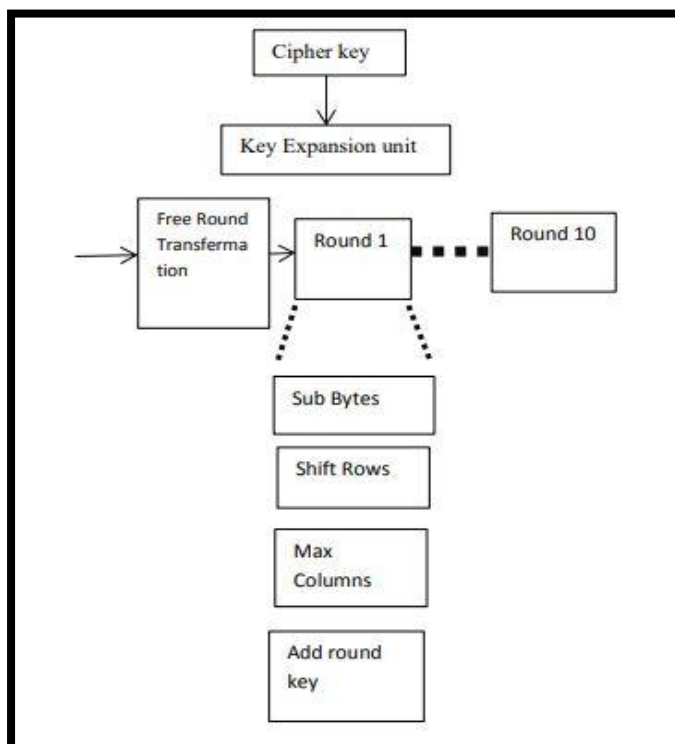 Cipher key
Key Expansion unit
Free Round
Transferma
tion
Round 1
Round 10
Sub Bytes
Shift Rows
Max
Columns
Add round
key